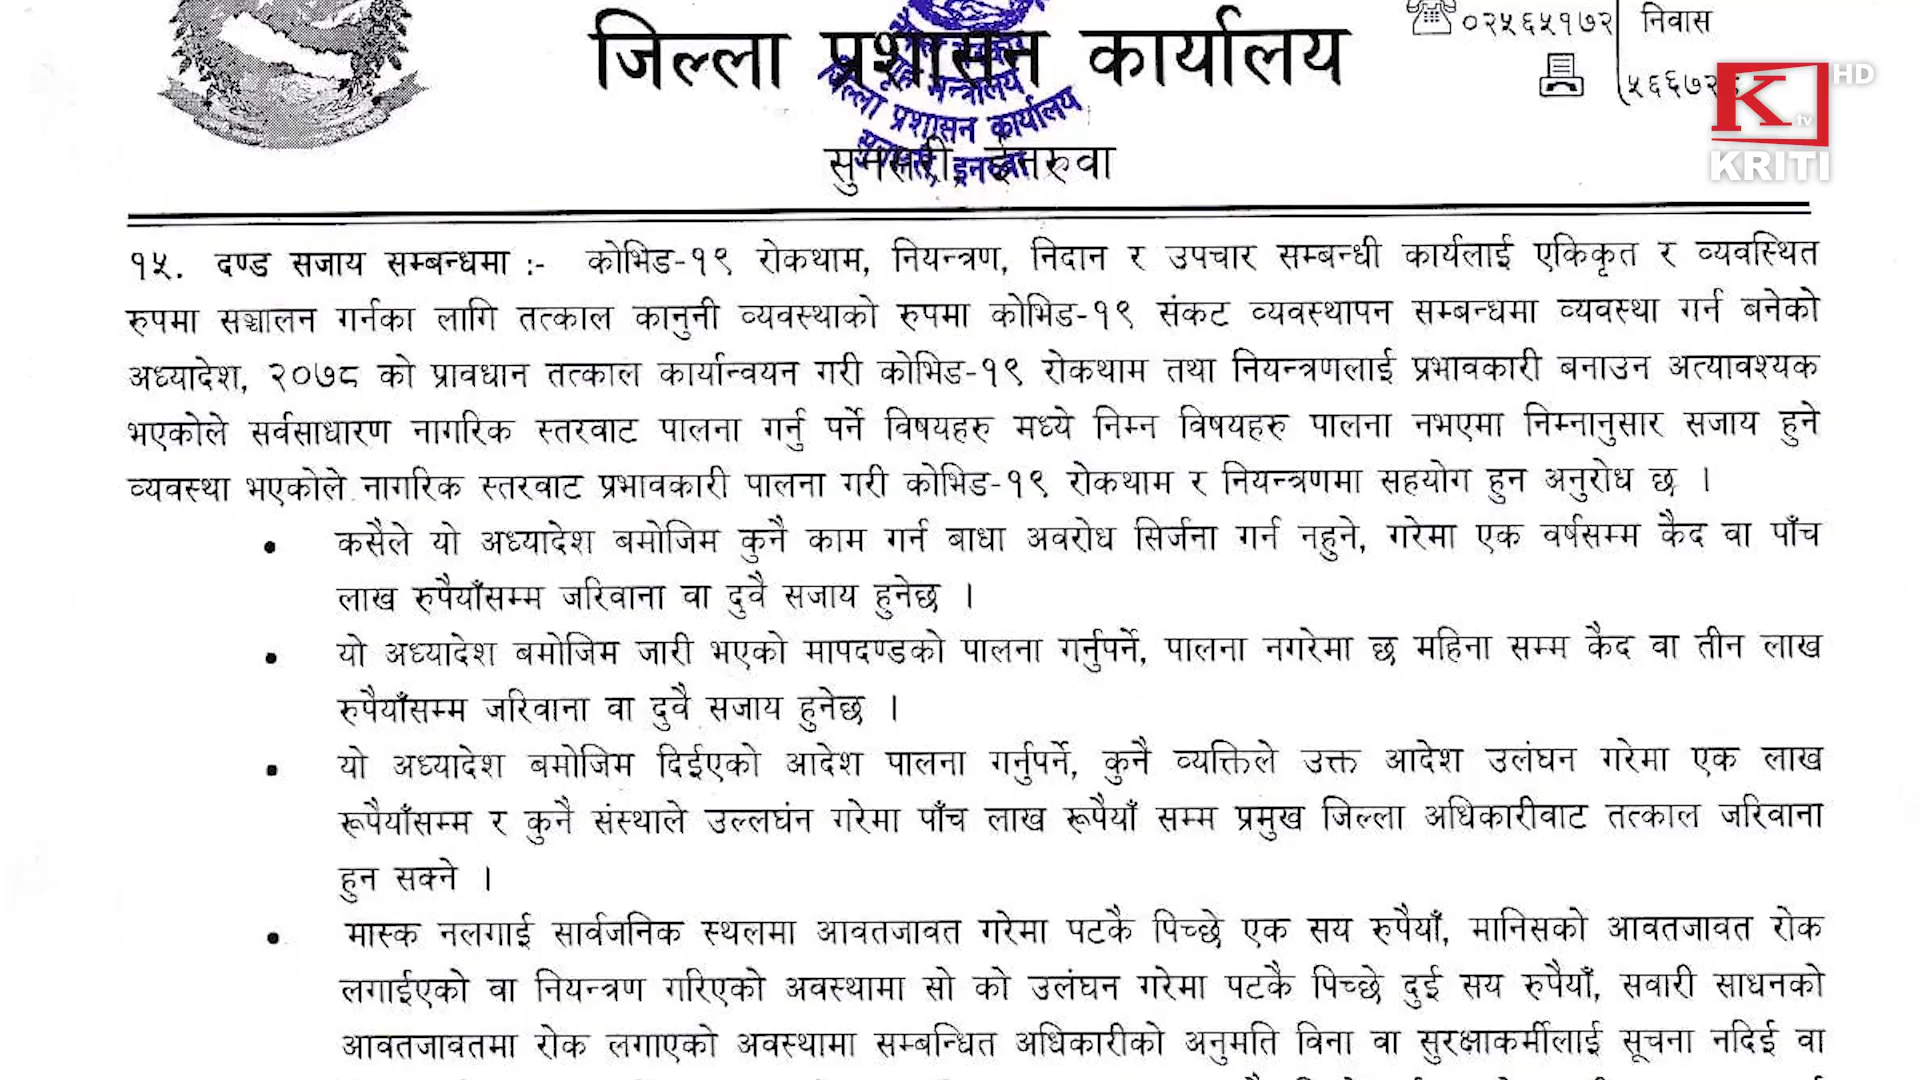 जिल्ला प्रशासन कार्यालय
०२५६५१७२
निवास
HD
K
tv
KRITI
जिल्ला प्रशासन कार्यालय
सुनसरी, ईनरुवा
१५. दण्ड सजाय सम्बन्धमा :- कोभिड-१९ रोकथाम, नियन्त्रण, निदान र उपचार सम्बन्धी कार्यलाई एकिकृत र व्यवस्थित
रुपमा सञ्चालन गर्नका लागि तत्काल कानुनी व्यवस्थाको रुपमा कोभिड-१९ संकट व्यवस्थापन सम्बन्धमा व्यवस्था गर्न बनेको
अध्यादेश, २०७८ को प्रावधान तत्काल कार्यान्वयन गरी कोभिड-१९ रोकथाम तथा नियन्त्रणलाई प्रभावकारी बनाउन अत्यावश्यक
भएकोले सर्वसाधारण नागरिक स्तरवाट पालना गर्नु पर्ने विषयहरु मध्ये निम्न विषयहरु पालना नभएमा निम्नानुसार सजाय हुने
व्यवस्था भएकोले नागरिक स्तरवाट प्रभावकारी पालना गरी कोभिड-१९ रोकथाम र नियन्त्रणमा सहयोग हुन अनुरोध छ ।
• कसैले यो अध्यादेश बमोजिम कुनै काम गर्न बाधा अवरोध सिर्जना गर्न नहुने, गरेमा एक वर्षसम्म कैद वा पाँच
लाख रुपैयाँसम्म जरिवाना वा दुवै सजाय हुनेछ ।
• यो अध्यादेश बमोजिम जारी भएको मापदण्डको पालना गर्नुपर्ने, पालना नगरेमा छ महिना सम्म कैद वा तीन लाख
रुपैयाँसम्म जरिवाना वा दुवै सजाय हुनेछ ।
• यो अध्यादेश बमोजिम दिईएको आदेश पालना गर्नुपर्ने, कुनै व्यक्तिले उक्त आदेश उलंघन गरेमा एक लाख
रूपैयाँसम्म र कुनै संस्थाले उल्लघंन गरेमा पाँच लाख रूपैयाँ सम्म प्रमुख जिल्ला अधिकारीवाट तत्काल जरिवाना
हुन सक्ने ।
• मास्क नलगाई सार्वजनिक स्थलमा आवतजावत गरेमा पटकै पिच्छे एक सय रुपैयाँ, मानिसको आवतजावत रोक
लगाईएको वा नियन्त्रण गरिएको अवस्थामा सो को उलंघन गरेमा पटकै पिच्छे दुई सय रुपैयाँ, सवारी साधनको
आवतजावतमा रोक लगाएको अवस्थामा सम्बन्धित अधिकारीको अनुमति विना वा सुरक्षाकर्मीलाई सूचना नदिई वा